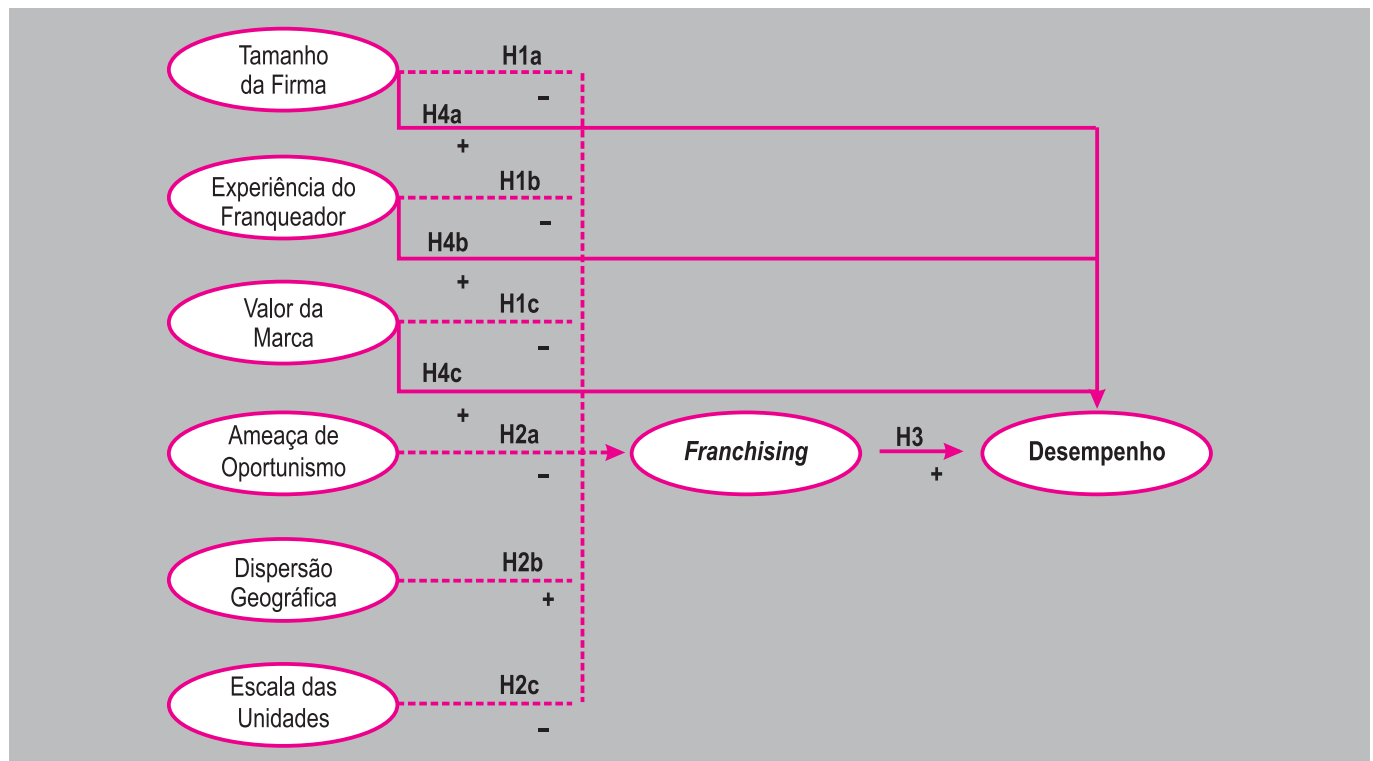 Tamanho
da Firma
H1a
–
H4a
+
Experiência do
Franqueador
H1b
–
H4b
+
Valor da
Marca
H1c
–
H4c
+
Ameaça de
Oportunismo
H2a
–
Franchising
H3
+
Desempenho
Dispersão
Geográfica
H2b
+
Escala das
Unidades
H2c
–